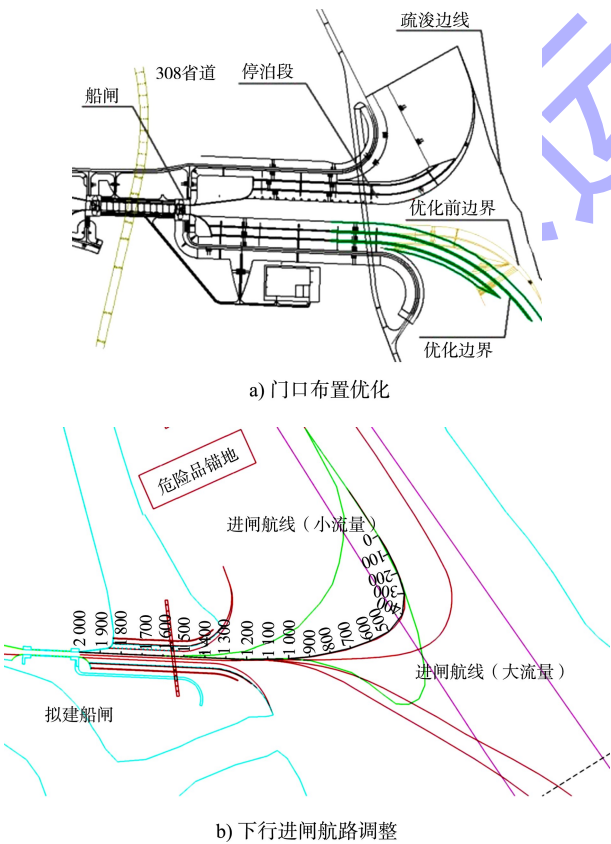 疏浚边线
308省道
停泊段
船闸
优化前边界
优化边界
a) 门口布置优化
危险品锚地
进闸航线（小流量）
0
100
200
300
400
500
600
700
800
900
1 000
1 100
1 200
1 300
1 400
1 500
1 600
1 700
1 800
1 900
2 000
进闸航线（大流量）
拟建船闸
b) 下行进闸航路调整